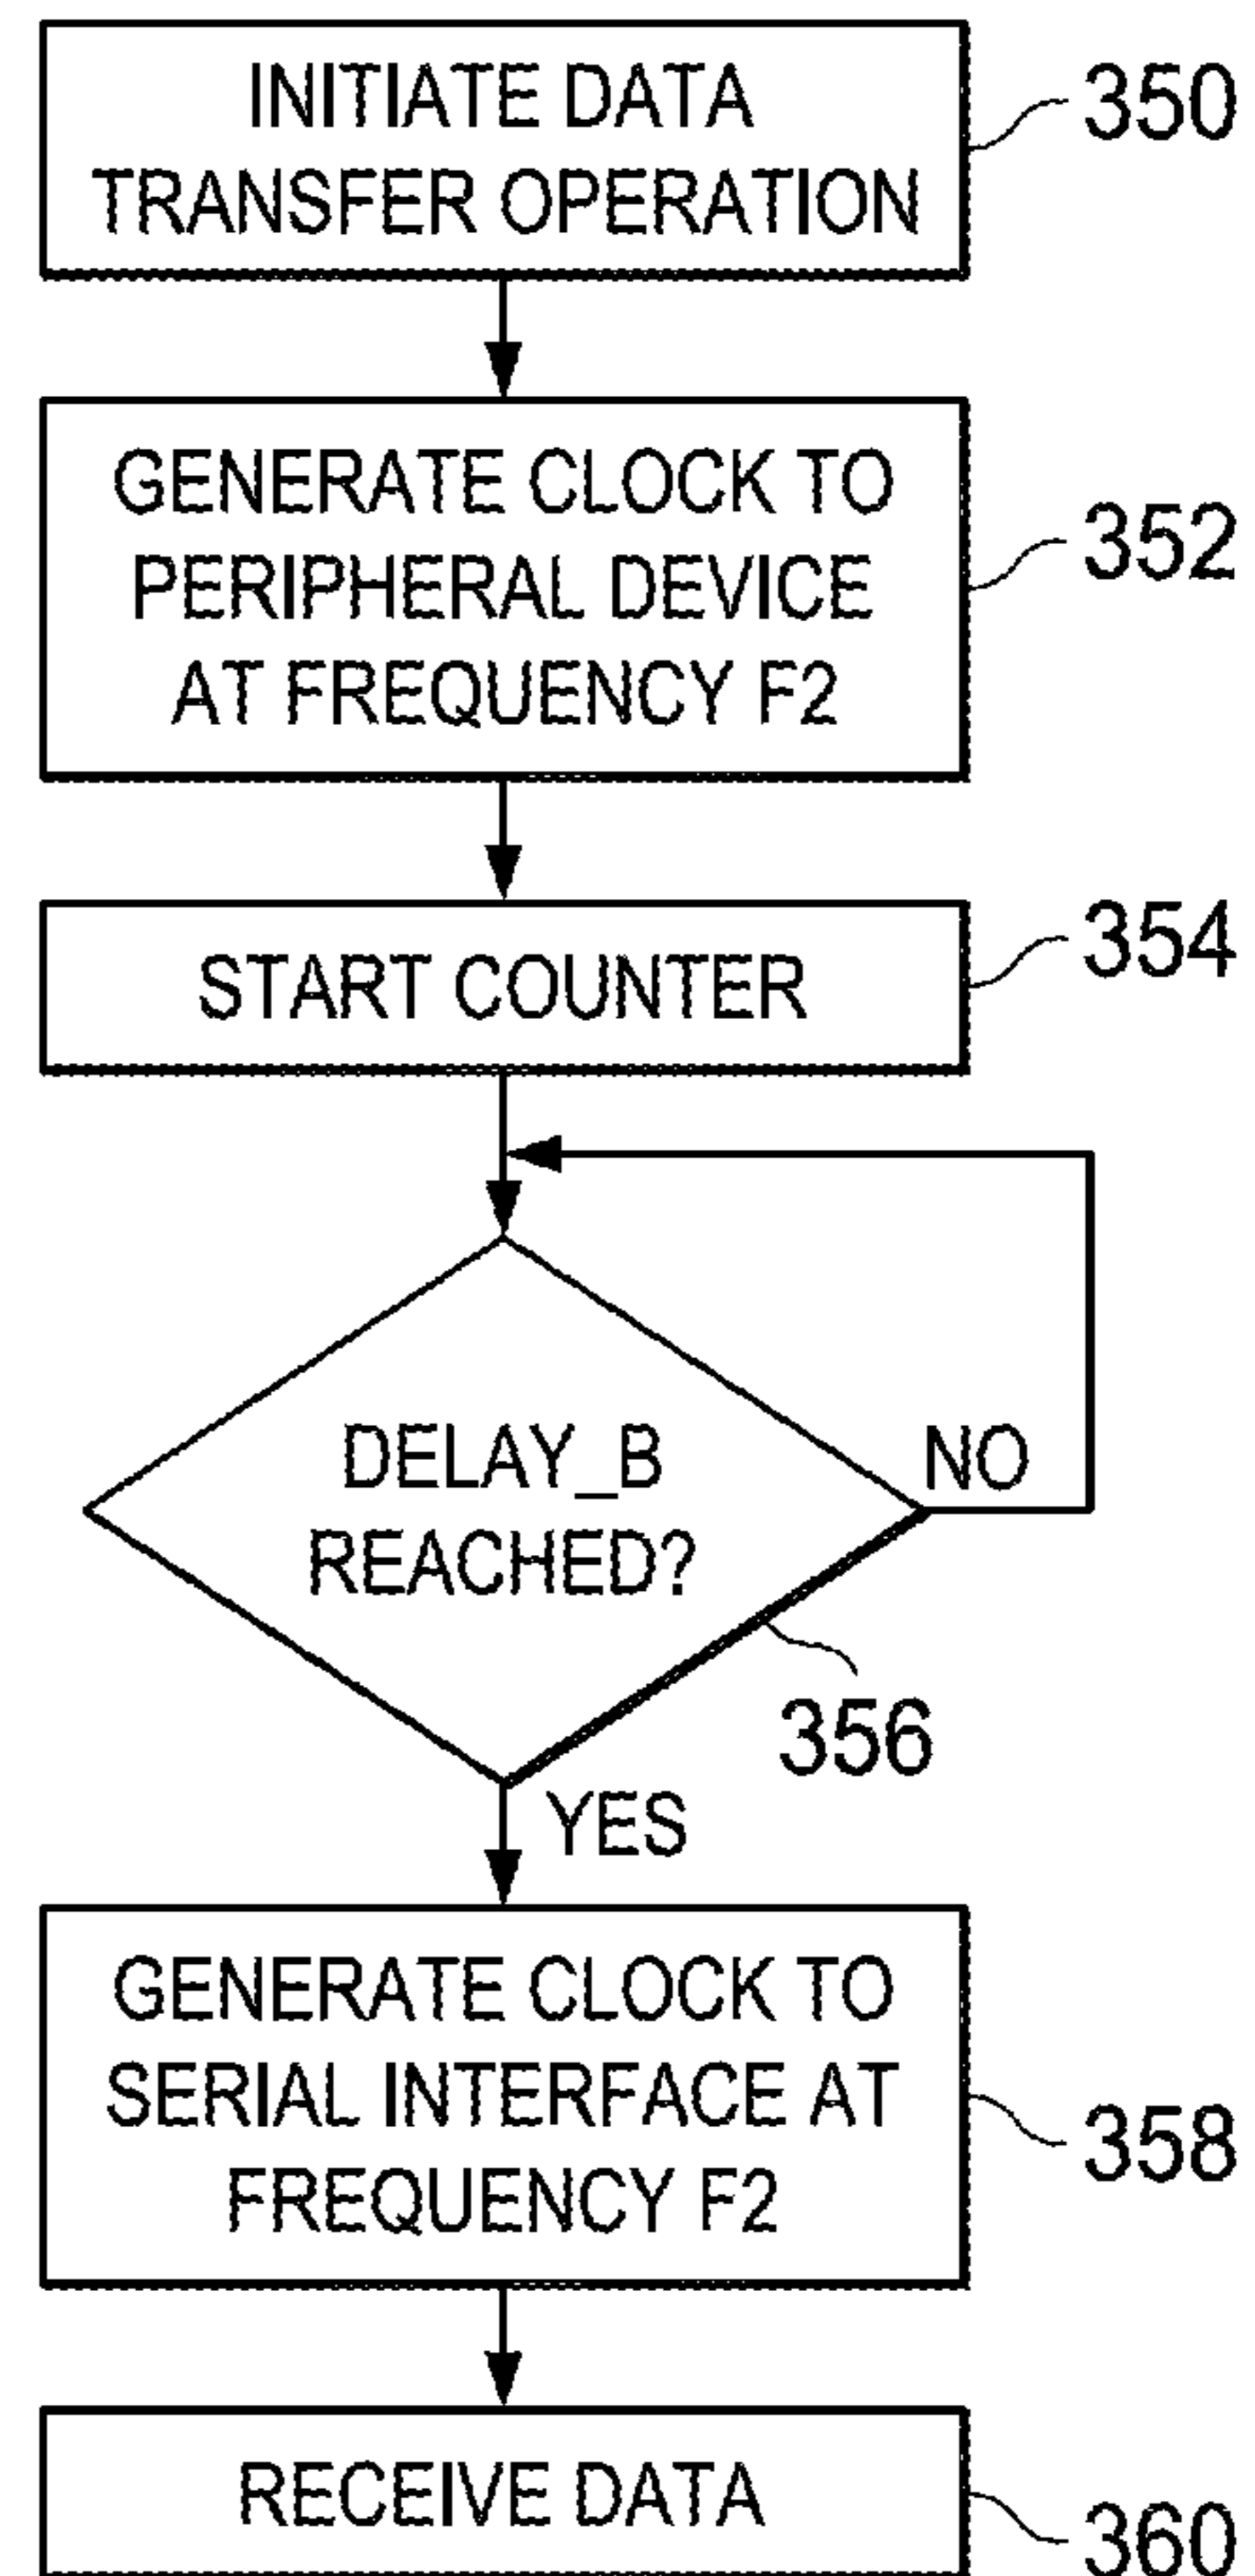 INITIATE DATA
TRANSFER OPERATION
350
GENERATE CLOCK TO
PERIPHERAL DEVICE
AT FREQUENCY F2
352
START COUNTER
354
DELAY_B
REACHED?
NO
356
YES
GENERATE CLOCK TO
SERIAL INTERFACE AT
FREQUENCY F2
358
RECEIVE DATA
360